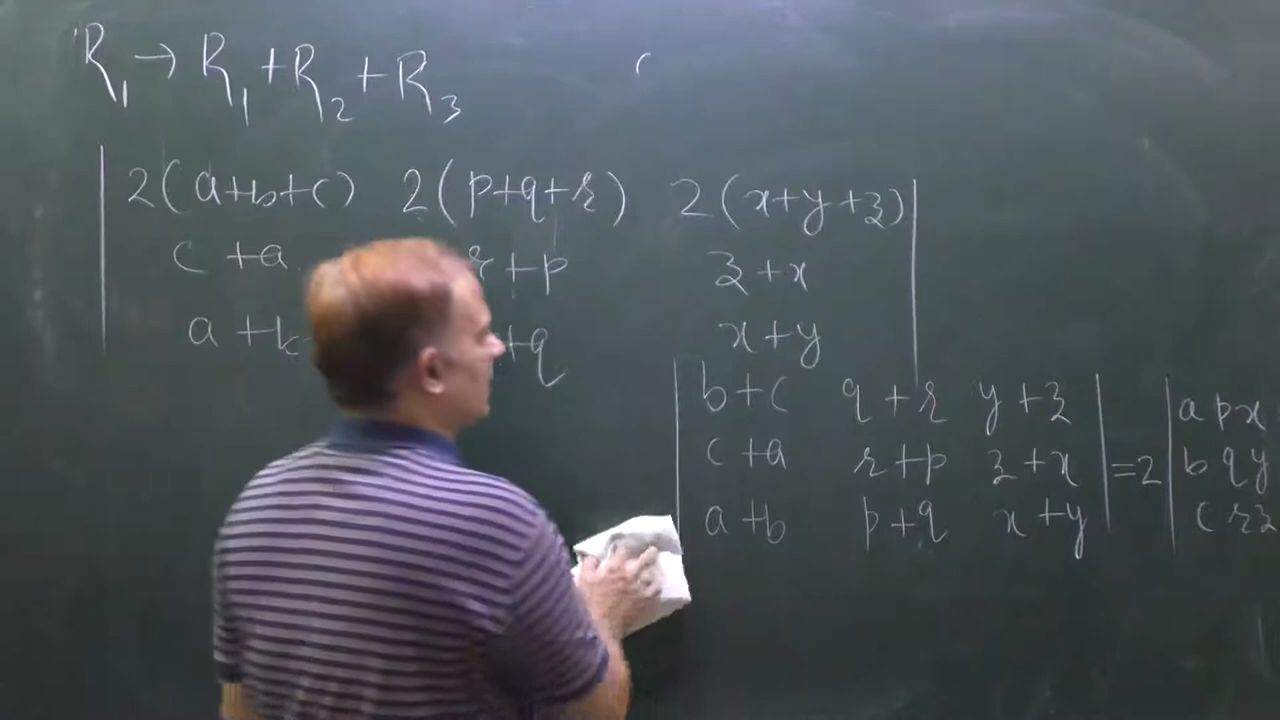 R₁ → R₁ + R₂ + R₃
2(a+b+c) 2(p+q+r) 2(x+y+z)
c + a r + p z + x
a + b + q x + y
b + c q + r y + z
c + a r + p z + x = 2
a + b p + q x + y
a p x
b q y
c r z